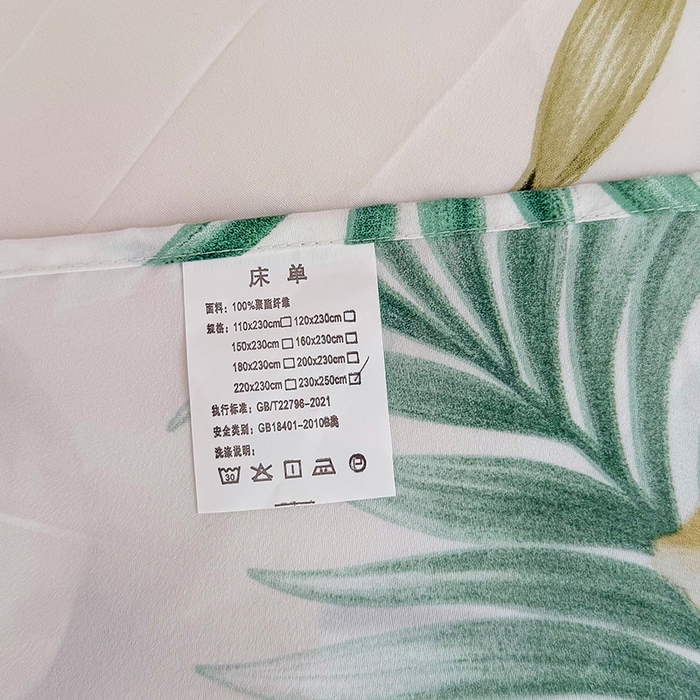 床 单
面料：100%聚酯纤维
规格：110x230cm□ 120x230cm□
150x230cm□ 160x230cm□
180x230cm□ 200x230cm□
220x230cm□ 230x250cm☑
执行标准：GB/T22796-2021
安全类别：GB18401-2010B类
洗涤说明：
30